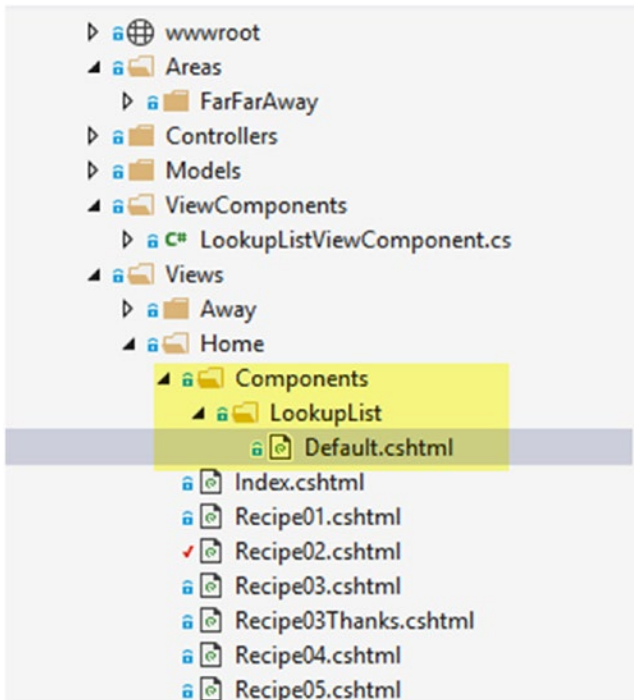 wwwroot
Areas
FarFarAway
Controllers
Models
ViewComponents
C# LookupListViewComponent.cs
Views
Away
Home
Components
LookupList
Default.cshtml
Index.cshtml
Recipe01.cshtml
Recipe02.cshtml
Recipe03.cshtml
Recipe03Thanks.cshtml
Recipe04.cshtml
Recipe05.cshtml